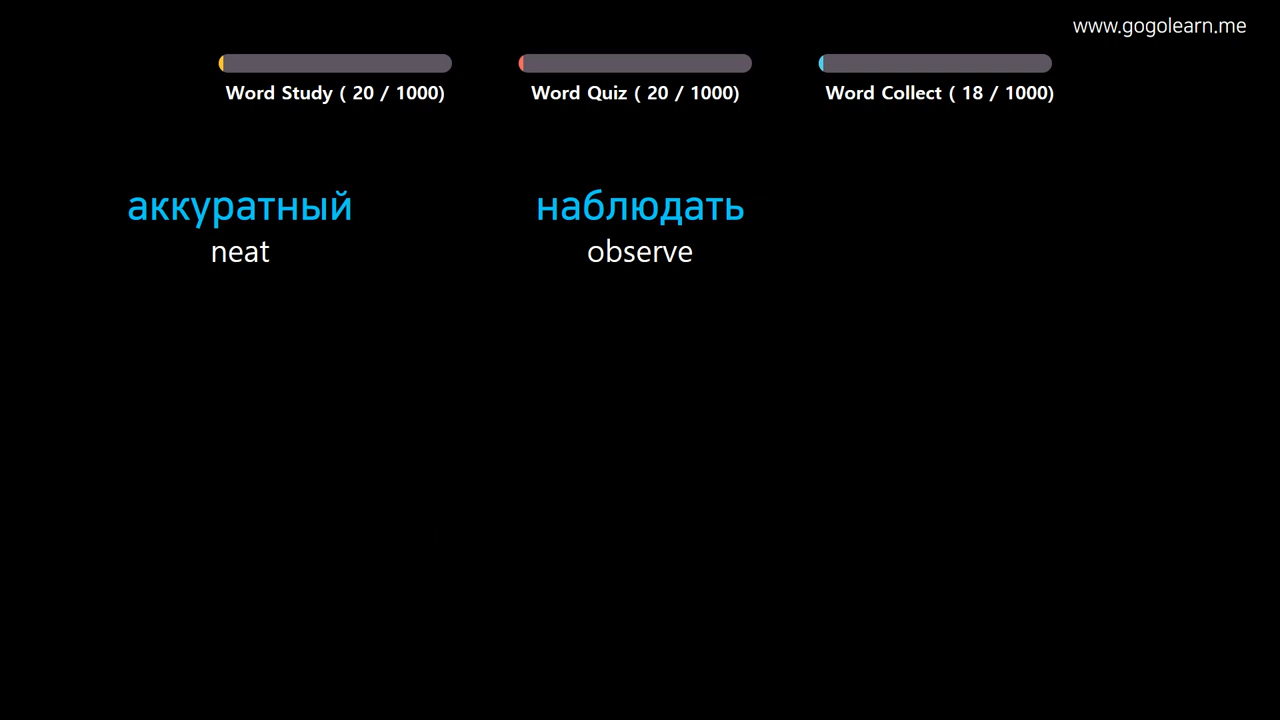 www.gogolearn.me
Word Study ( 20 / 1000)
Word Quiz ( 20 / 1000)
Word Collect ( 18 / 1000)
аккуратный
neat
наблюдать
observe